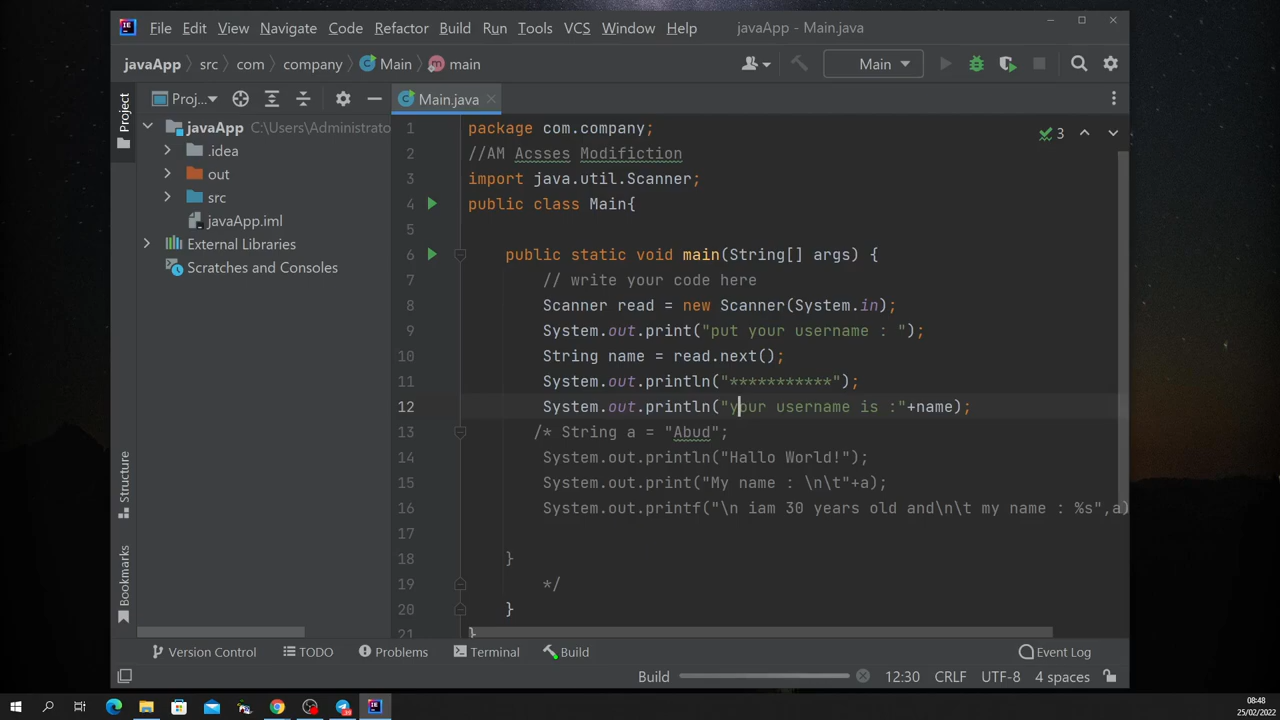 File Edit View Navigate Code Refactor Build Run Tools VCS Window Help javaApp - Main.java
javaApp src com company Main main Main
Project
Proj... Main.java
javaApp C:\Users\Administrato
.idea
out
src
javaApp.iml
External Libraries
Scratches and Consoles
Structure
Bookmarks
3
1 package com.company;
2 //AM Acsses Modifiction
3 import java.util.Scanner;
4 public class Main{
5
6 public static void main(String[] args) {
7 // write your code here
8 Scanner read = new Scanner(System.in);
9 System.out.print("put your username : ");
10 String name = read.next();
11 System.out.println("***********");
12 System.out.println("your username is :"+name);
13 /* String a = "Abud";
14 System.out.println("Hallo World!");
15 System.out.print("My name : \n\t"+a);
16 System.out.printf("\n iam 30 years old and\n\t my name : %s",a)
17
18 }
19 */
20 }
21 }
Version Control TODO Problems Terminal Build Event Log
Build 12:30 CRLF UTF-8 4 spaces
08:48
25/02/2022